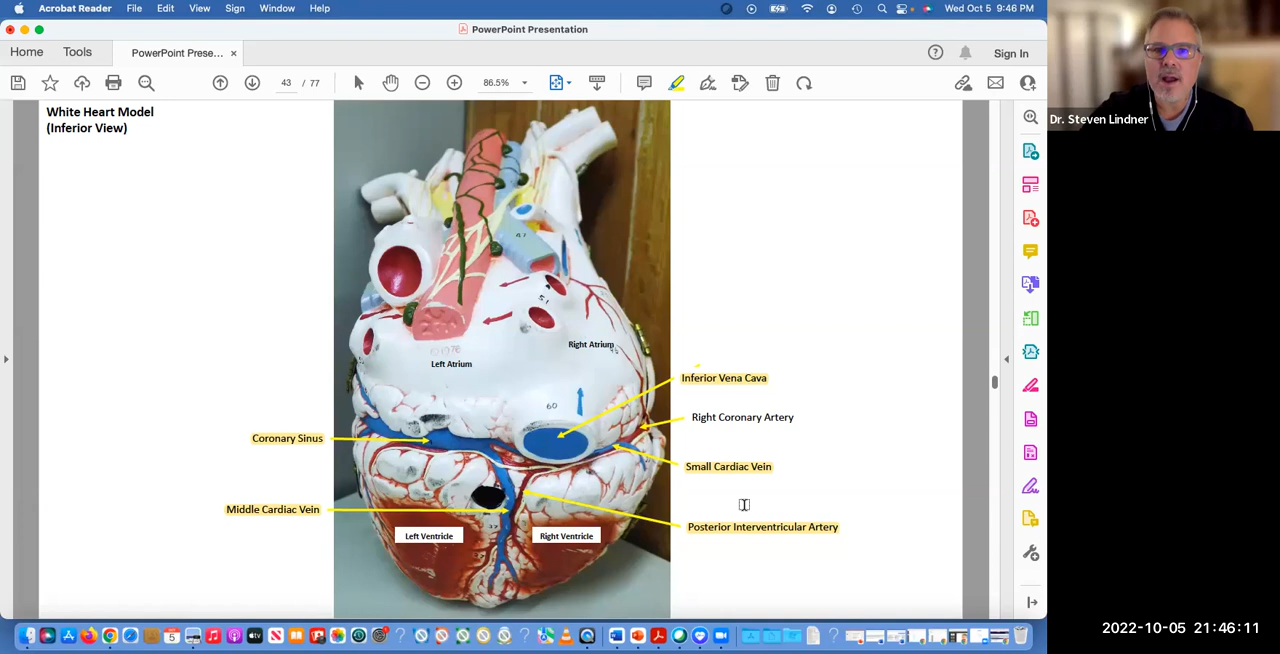 Acrobat Reader File Edit View Sign Window Help Wed Oct 5 9:46 PM
PowerPoint Presentation
Home Tools PowerPoint Prese... × Sign In
43 / 77 86.5%
White Heart Model
(Inferior View)
Dr. Steven Lindner
Right Atrium
Left Atrium
Inferior Vena Cava
60
Right Coronary Artery
Coronary Sinus
Small Cardiac Vein
Middle Cardiac Vein
Posterior Interventricular Artery
Left Ventricle
Right Ventricle
2022-10-05 21:46:11